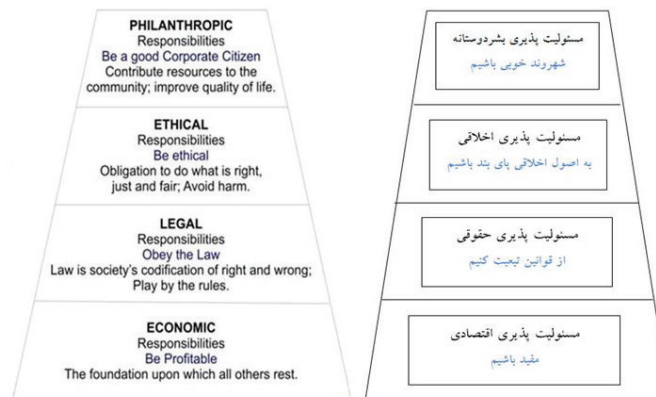 PHILANTHROPIC
Responsibilities
Be a good Corporate Citizen
Contribute resources to the
community; improve quality of life.
ETHICAL
Responsibilities
Be ethical
Obligation to do what is right,
just and fair; Avoid harm.
LEGAL
Responsibilities
Obey the Law
Law is society's codification of right and wrong;
Play by the rules.
ECONOMIC
Responsibilities
Be Profitable
The foundation upon which all others rest.
مسئولیت پذیری بشردوستانه
شهروند خوبی باشیم
مسئولیت پذیری اخلاقی
به اصول اخلاقی پای بند باشیم
مسئولیت پذیری حقوقی
از قوانین تبعیت کنیم
مسئولیت پذیری اقتصادی
مفید باشیم